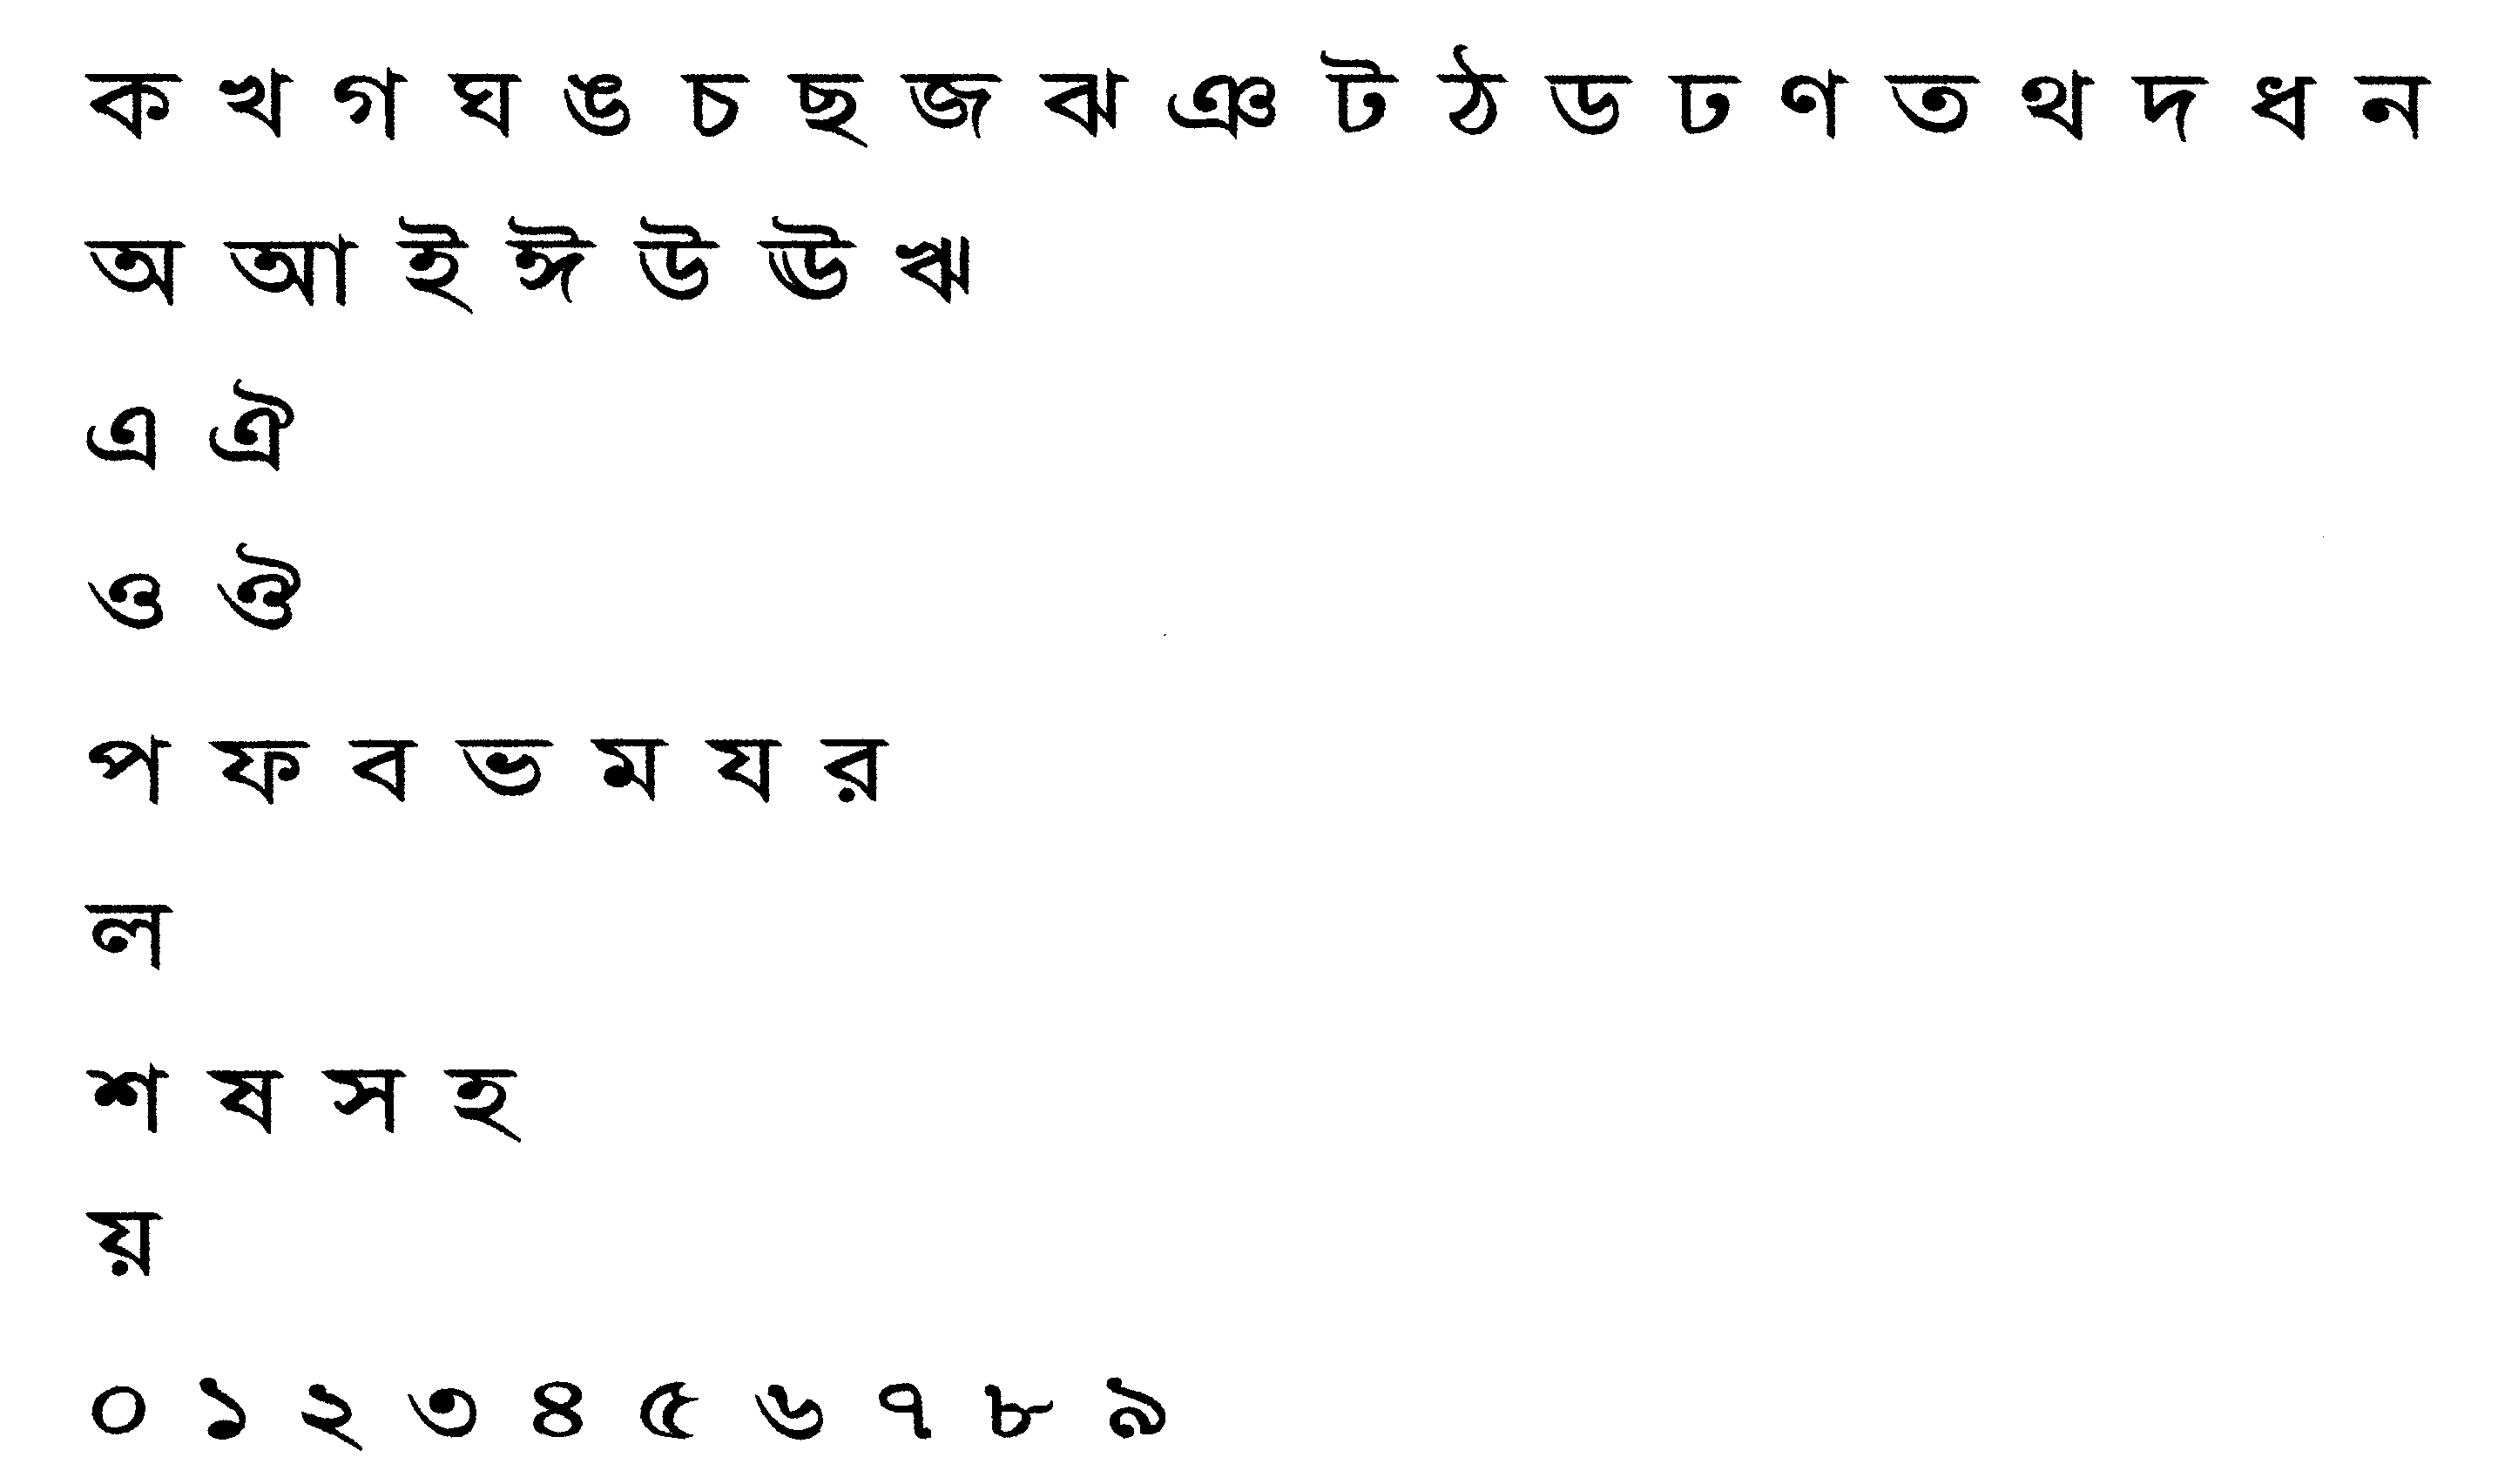 ক খ গ ঘ ঙ চ ছ জ ঝ ঞ ট ঠ ড ঢ ণ ত থ দ ধ ন
অ আ ই ঈ উ ঊ ঋ
এ ঐ
ও ঔ
প ফ ব ভ ম য র
ল
শ ষ স হ
য়
০ ১ ২ ৩ ৪ ৫ ৬ ৭ ৮ ৯